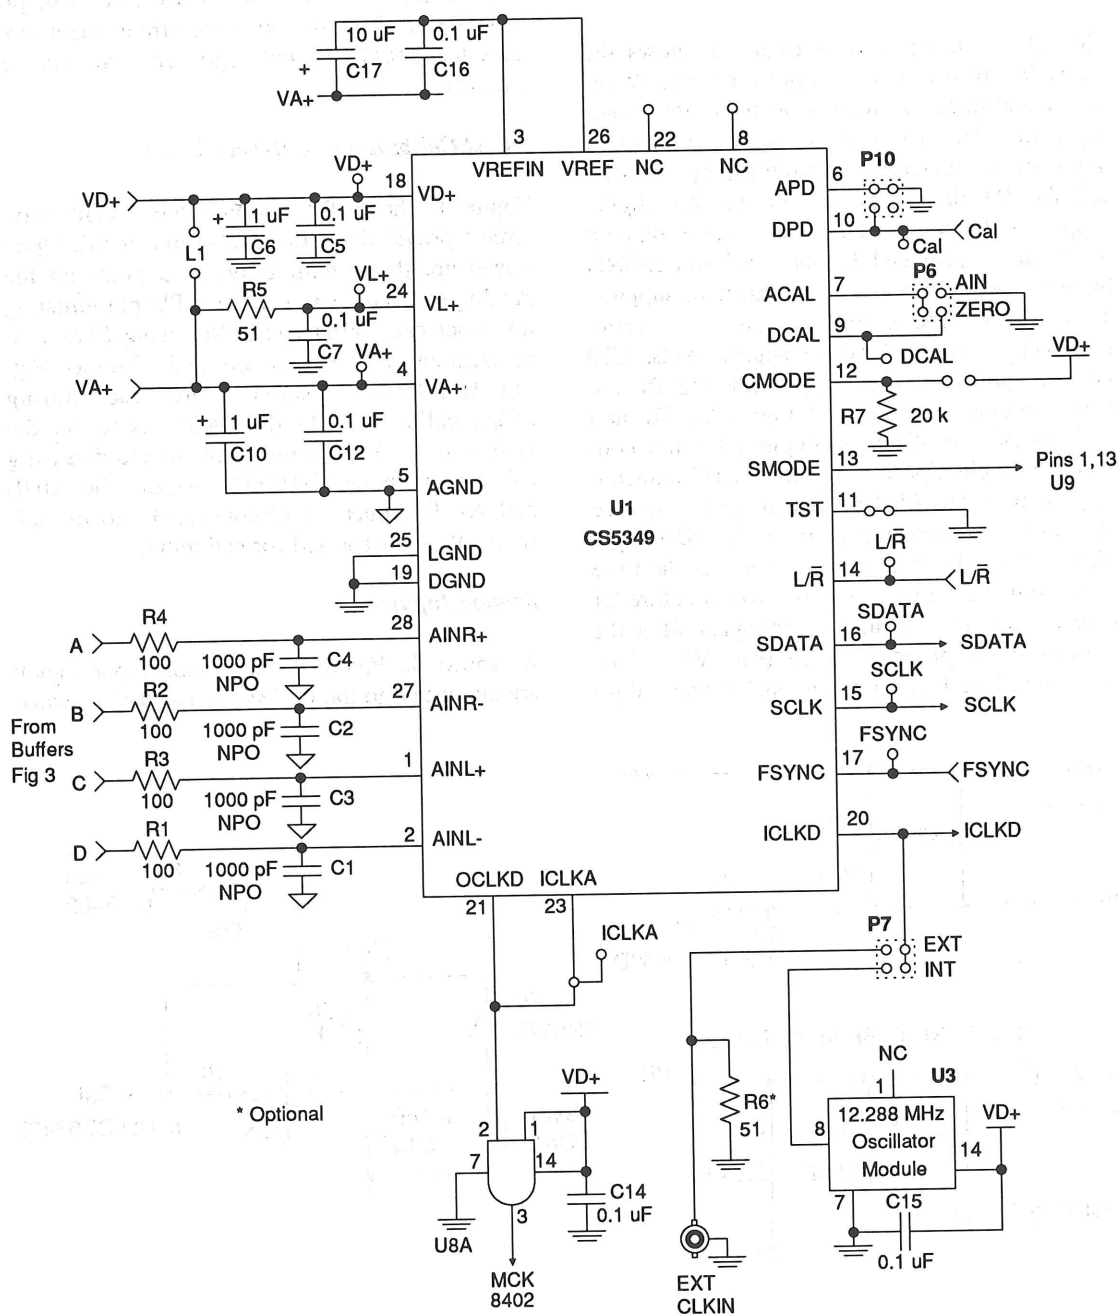 10 uF
0.1 uF
+
C17
C16
VA+
3
26
22
8
VREFIN
VREF
NC
NC
P10
VD+
VD+
18
VD+
APD
6
+
1 uF
0.1 uF
C6
C5
DPD
10
Cal
Cal
L1
VL+
P6
R5
24
VL+
ACAL
7
AIN
51
0.1 uF
C7
ZERO
DCAL
9
VA+
DCAL
VD+
VA+
4
VA+
CMODE
12
+
1 uF
0.1 uF
C10
C12
R7
20 k
SMODE
13
Pins 1,13
U9
5
AGND
U1
CS5349
TST
11
25
LGND
L/R̅
19
DGND
L/R̅
14
L/R̅
R4
28
AINR+
SDATA
A
100
1000 pF
NPO
C4
SDATA
16
SDATA
R2
27
AINR-
SCLK
B
100
1000 pF
NPO
C2
SCLK
15
SCLK
From
Buffers
Fig 3
R3
1
AINL+
FSYNC
C
100
1000 pF
NPO
C3
FSYNC
17
FSYNC
R1
2
AINL-
ICLKD
20
ICLKD
D
100
1000 pF
NPO
C1
OCLKD
ICLKA
21
23
P7
ICLKA
EXT
INT
NC
VD+
1
U3
* Optional
R6*
51
12.288 MHz
Oscillator
Module
VD+
2
1
8
14
7
14
C14
0.1 uF
7
C15
3
U8A
0.1 uF
MCK
8402
EXT
CLKIN